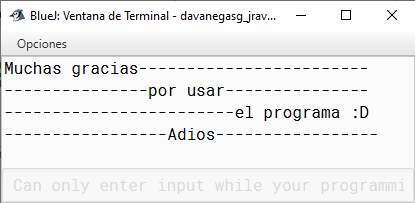 BlueJ: Ventana de Terminal - davanegasg_jrav...
Opciones
Muchas gracias-----------------------
---------------por usar---------------
------------------------el programa :D
-----------------Adios-----------------
Can only enter input while your programmi